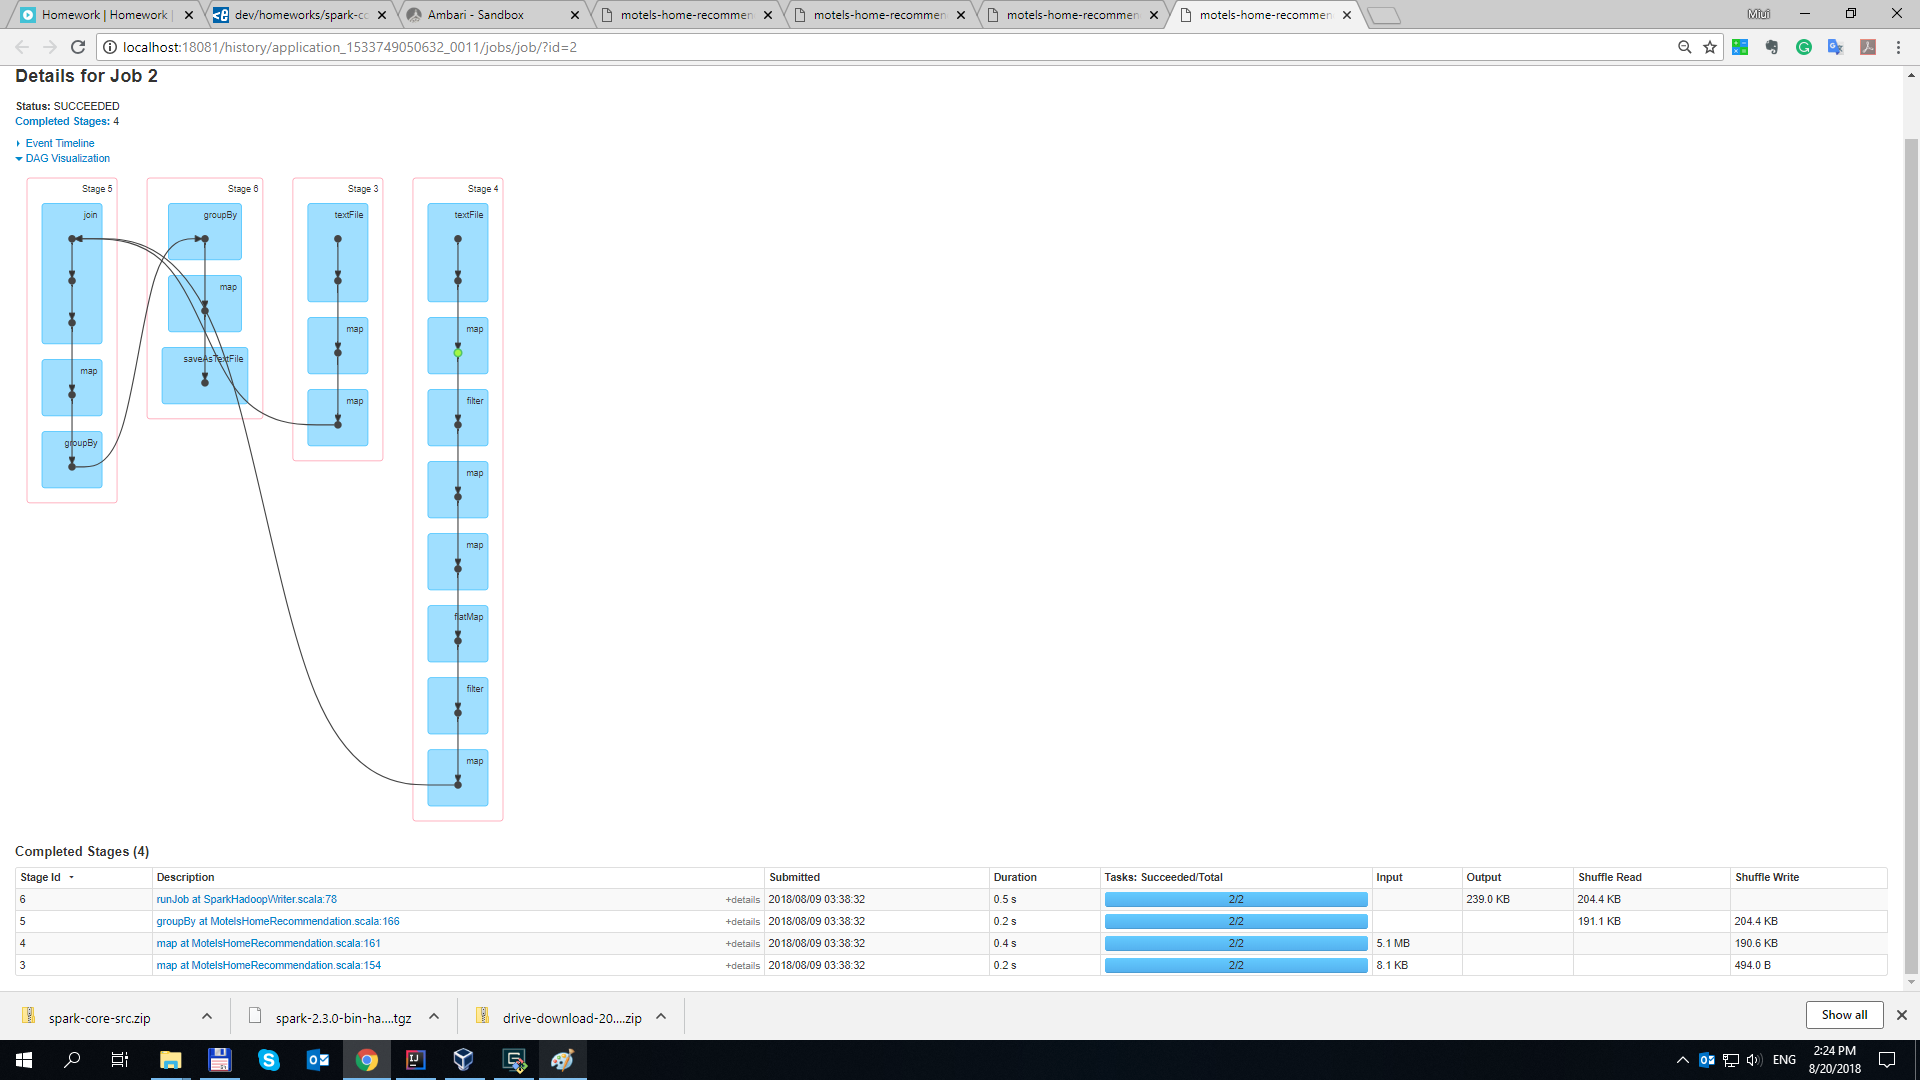 Homework | Homework |
dev/homeworks/spark-co
Ambari - Sandbox
motels-home-recommen
motels-home-recommen
motels-home-recommen
motels-home-recommen
Miui
localhost:18081/history/application_1533749050632_0011/jobs/job/?id=2
Details for Job 2
Status: SUCCEEDED
Completed Stages: 4
Event Timeline
DAG Visualization
Stage 5
join
map
groupBy
Stage 6
groupBy
map
saveAsTextFile
Stage 3
textFile
map
map
Stage 4
textFile
map
filter
map
map
flatMap
filter
map
Completed Stages (4)
Stage Id Description Submitted Duration Tasks: Succeeded/Total Input Output Shuffle Read Shuffle Write
6 runJob at SparkHadoopWriter.scala:78 +details 2018/08/09 03:38:32 0.5 s 2/2 239.0 KB 204.4 KB
5 groupBy at MotelsHomeRecommendation.scala:166 +details 2018/08/09 03:38:32 0.2 s 2/2 191.1 KB 204.4 KB
4 map at MotelsHomeRecommendation.scala:161 +details 2018/08/09 03:38:32 0.4 s 2/2 5.1 MB 190.6 KB
3 map at MotelsHomeRecommendation.scala:154 +details 2018/08/09 03:38:32 0.2 s 2/2 8.1 KB 494.0 B
spark-core-src.zip
spark-2.3.0-bin-ha....tgz
drive-download-20....zip
Show all
ENG
2:24 PM
8/20/2018